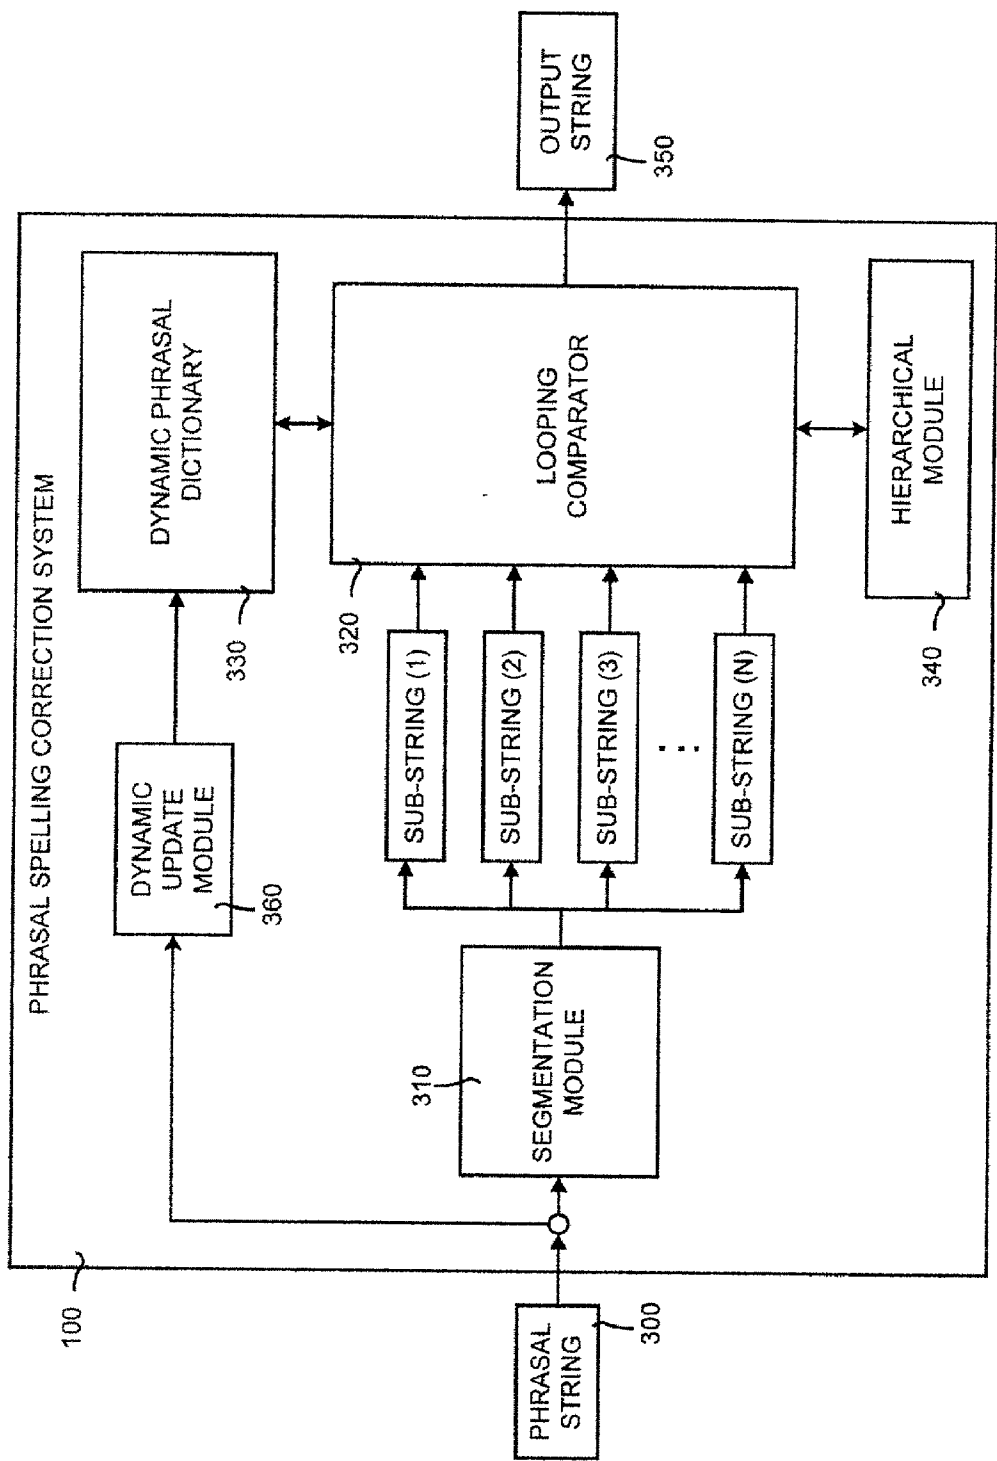 PHRASAL SPELLING CORRECTION SYSTEM
100
PHRASAL
STRING
300
SEGMENTATION
MODULE
310
DYNAMIC
UPDATE
MODULE
360
SUB-STRING (1)
SUB-STRING (2)
SUB-STRING (3)
...
SUB-STRING (N)
DYNAMIC PHRASAL
DICTIONARY
330
LOOPING
COMPARATOR
320
HIERARCHICAL
MODULE
340
OUTPUT
STRING
350